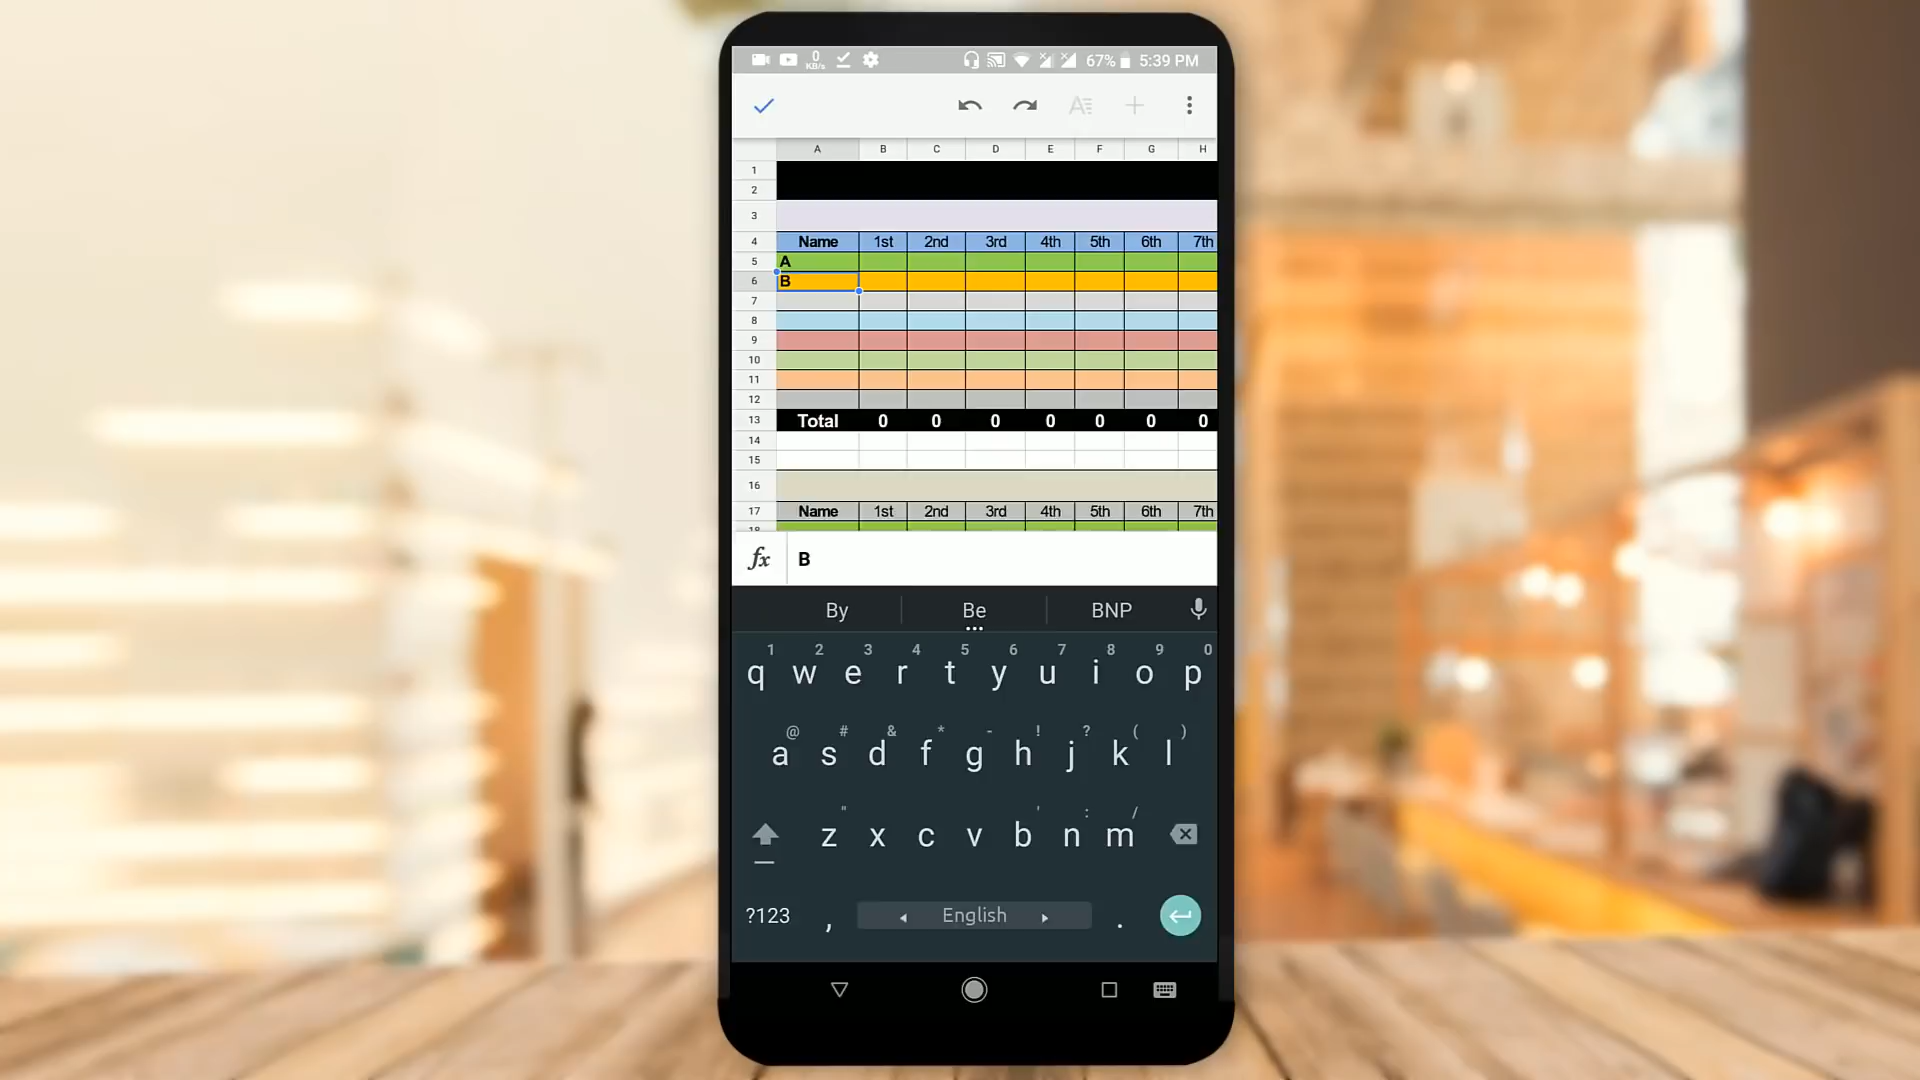 0
KB/s
67% 5:39 PM
A B C D E F G H
1
2
3
4 Name 1st 2nd 3rd 4th 5th 6th 7th
5 A
6 B
7
8
9
10
11
12
13 Total 0 0 0 0 0 0 0
14
15
16
17 Name 1st 2nd 3rd 4th 5th 6th 7th
18
fx B
By Be BNP
1 2 3 4 5 6 7 8 9 0
q w e r t y u i o p
@ # & * - ! ? ( )
a s d f g h j k l
" ' : /
z x c v b n m
?123 , English .